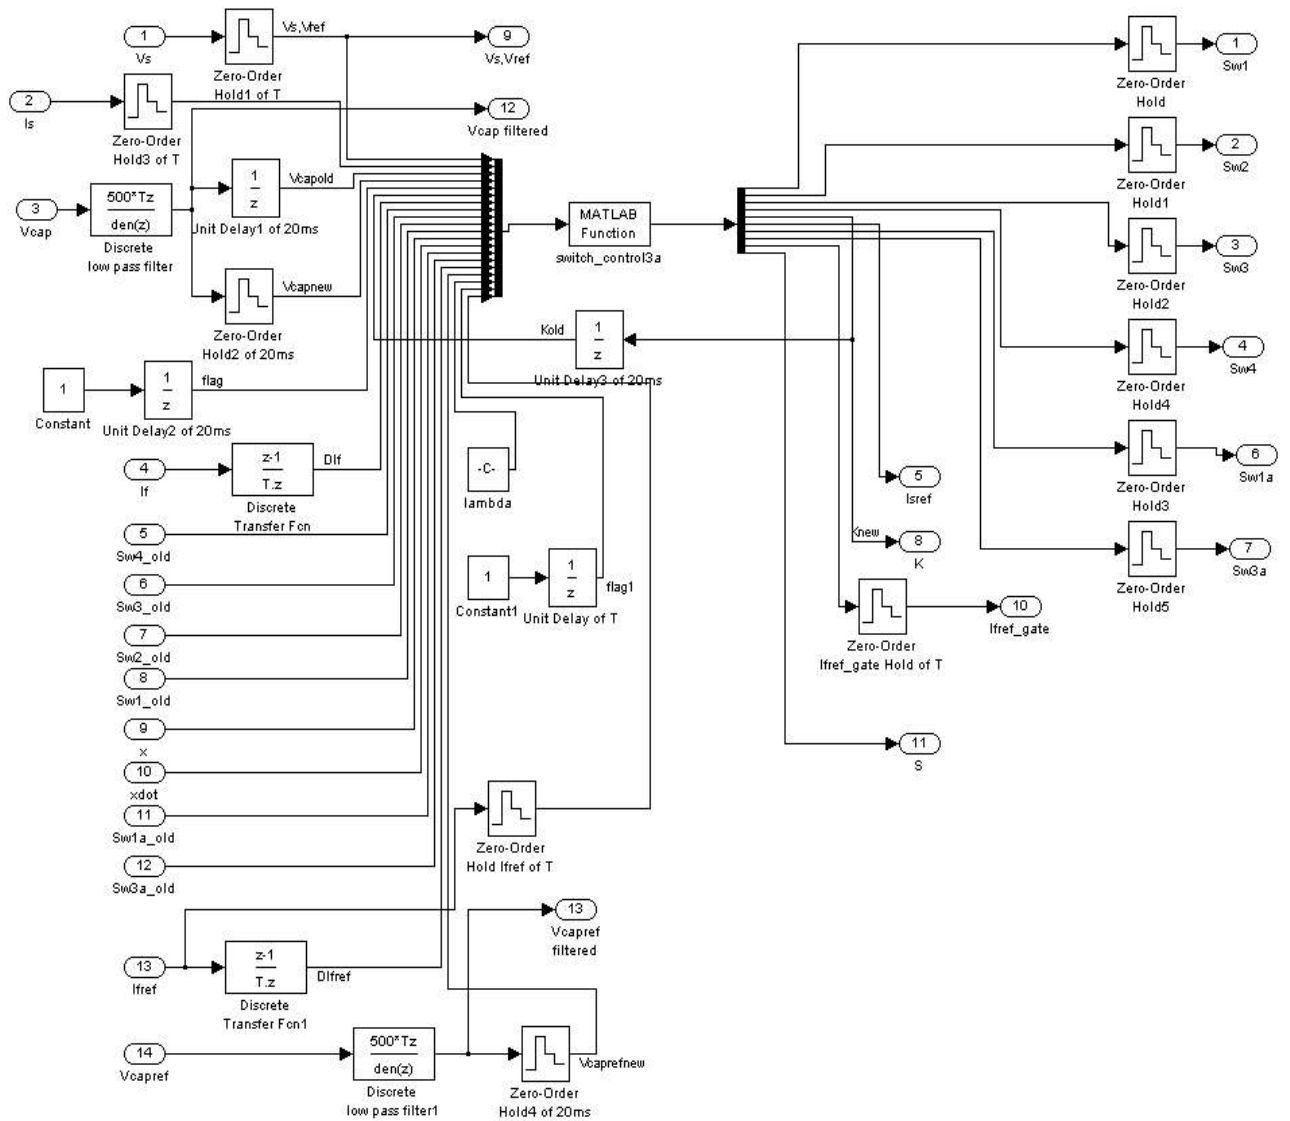 1
Vs
Zero-Order
Hold1 of T
Vs,Vref
9
Vs,Vref
2
Is
Zero-Order
Hold3 of T
12
Vcap filtered
3
Vcap
500*Tz
den(z)
Discrete
low pass filter
1
z
Unit Delay1 of 20ms
Vcapold
Zero-Order
Hold2 of 20ms
Vcapnew
1
Constant
1
z
Unit Delay2 of 20ms
flag
4
If
z-1
T.z
Discrete
Transfer Fcn
DIf
5
Sw4_old
6
Sw3_old
7
Sw2_old
8
Sw1_old
9
x
10
xdot
11
Sw1a_old
12
Sw3a_old
13
Ifref
z-1
T.z
Discrete
Transfer Fcn1
DIfref
14
Vcapref
500*Tz
den(z)
Discrete
low pass filter1
Zero-Order
Hold4 of 20ms
Vcaprefnew
13
Vcapref
filtered
Zero-Order
Hold Ifref of T
-C-
lambda
1
Constant1
1
z
Unit Delay of T
flag1
Kold
1
z
Unit Delay3 of 20ms
MATLAB
Function
switch_control3a
Zero-Order
Hold
1
Sw1
Zero-Order
Hold1
2
Sw2
Zero-Order
Hold2
3
Sw3
Zero-Order
Hold4
4
Sw4
Zero-Order
Hold3
6
Sw1a
Zero-Order
Hold5
7
Sw3a
5
Isref
Knew
8
K
Zero-Order
Ifref_gate Hold of T
10
Ifref_gate
11
S